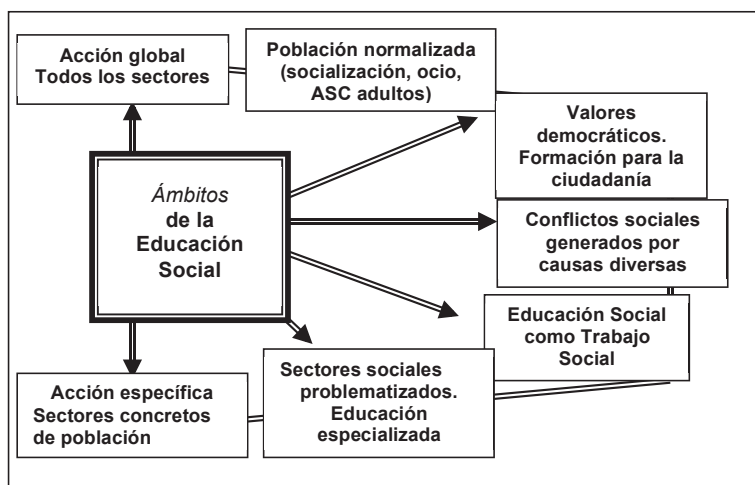 Acción global
Todos los sectores
Población normalizada
(socialización, ocio,
ASC adultos)
Valores
democráticos.
Formación para la
ciudadanía
Ámbitos
de la
Educación
Social
Conflictos sociales
generados por
causas diversas
Educación Social
como Trabajo
Social
Sectores sociales
problematizados.
Educación
especializada
Acción específica
Sectores concretos
de población